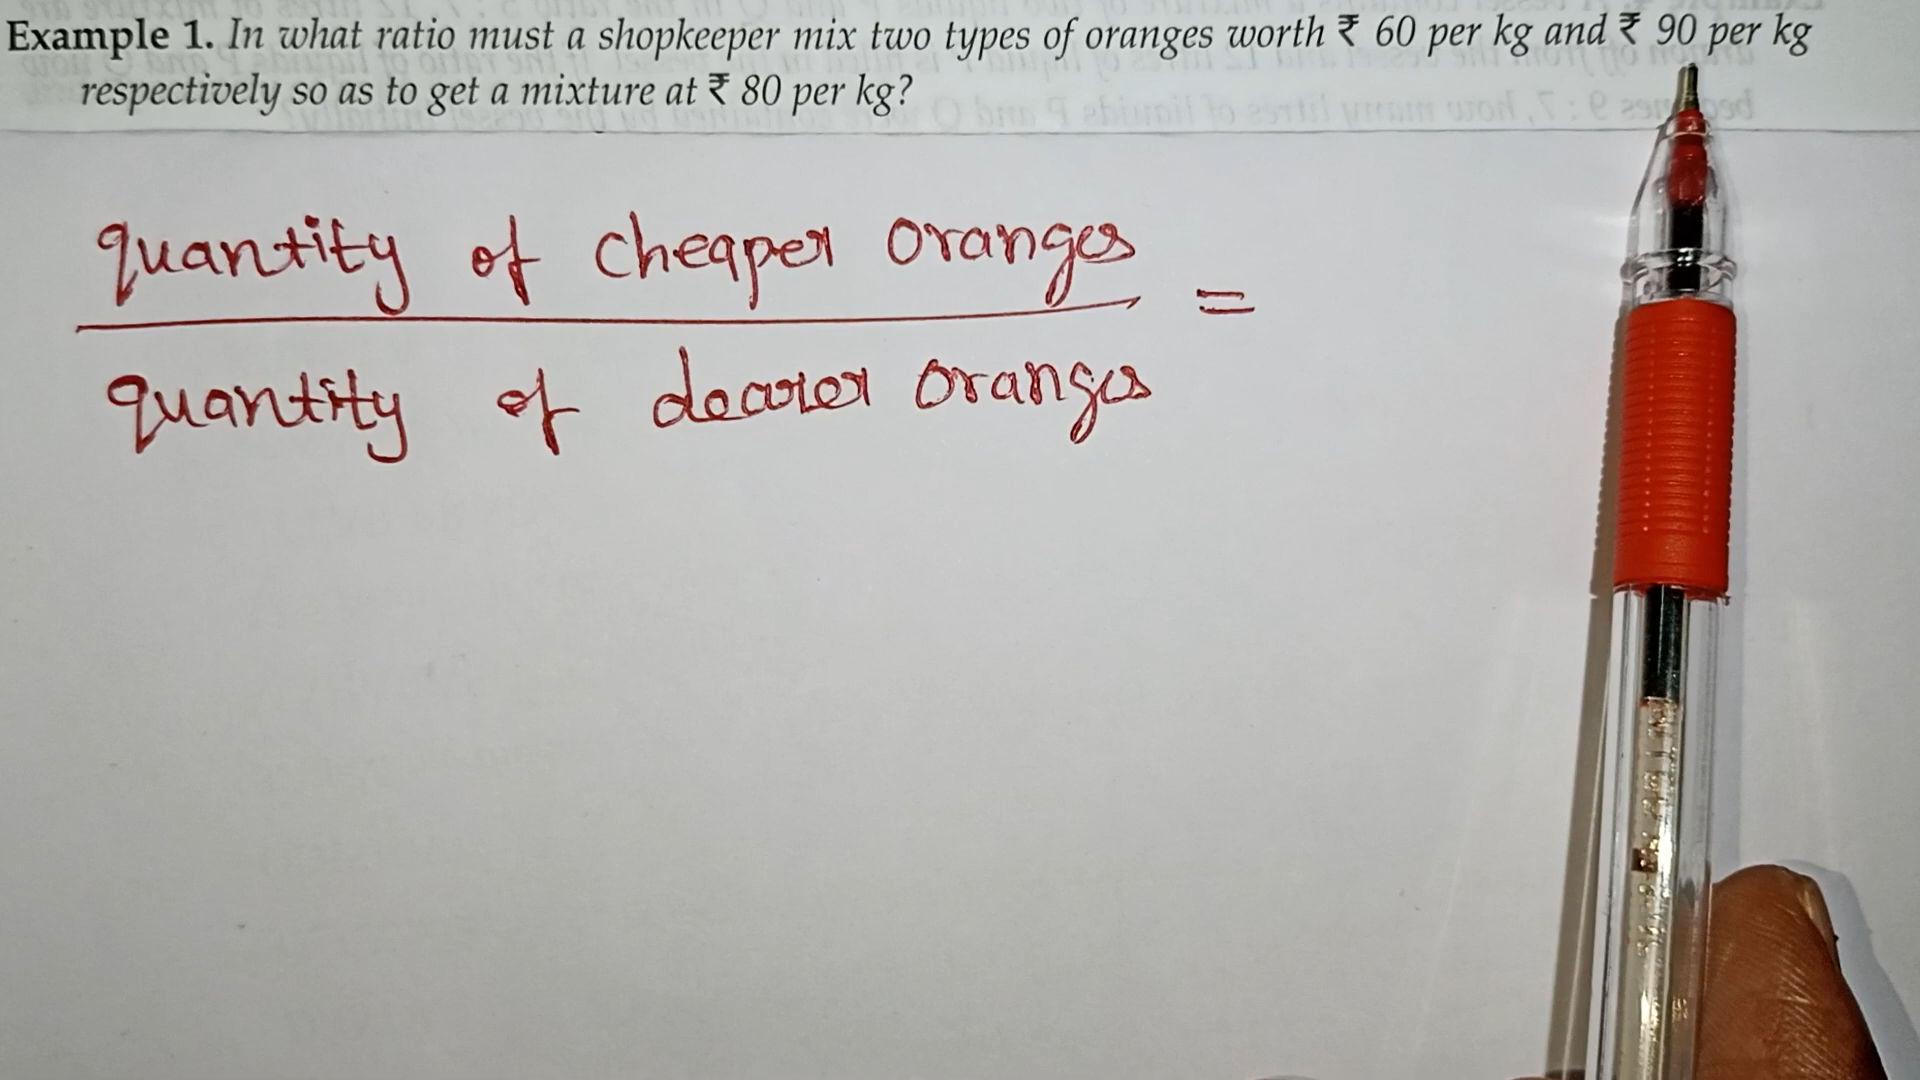 Example 1. In what ratio must a shopkeeper mix two types of oranges worth ₹ 60 per kg and ₹ 90 per kg
respectively so as to get a mixture at ₹ 80 per kg?
quantity of cheaper oranges
=
quantity of dearer oranges